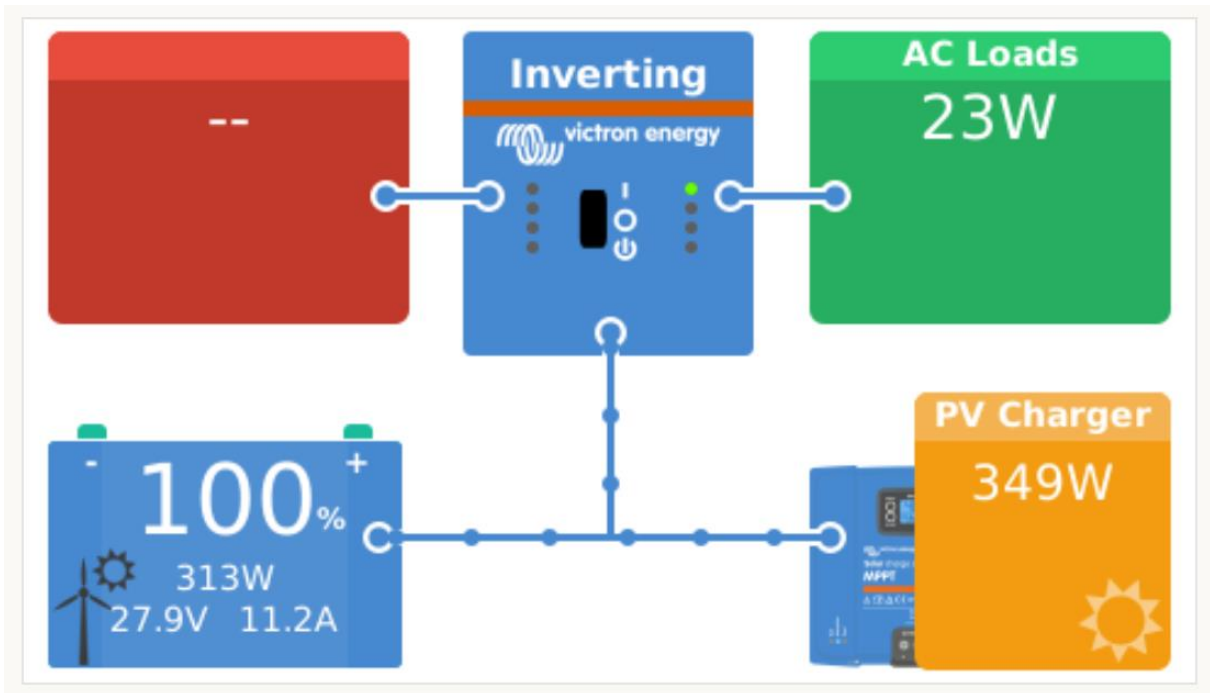 --
Inverting
victron energy
AC Loads
23W
- +
100%
313W
27.9V 11.2A
PV Charger
349W
MPPT